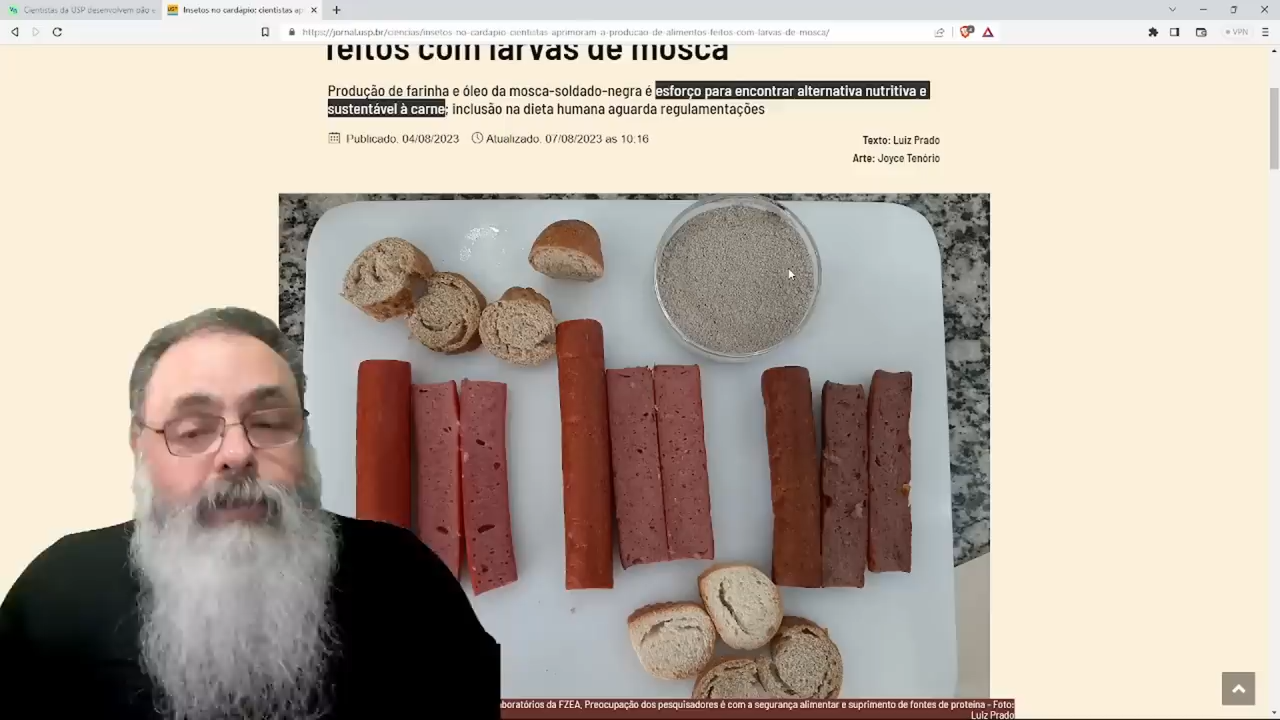 Cientistas da USP desenvolvem pão e
Insetos no cardápio: cientistas ap
https://jornal.usp.br/ciencias/insetos-no-cardapio-cientistas-aprimoram-a-producao-de-alimentos-feitos-com-larvas-de-mosca/
VPN
feitos com larvas de mosca
Produção de farinha e óleo da mosca-soldado-negra é esforço para encontrar alternativa nutritiva e
sustentável à carne; inclusão na dieta humana aguarda regulamentações
Publicado: 04/08/2023 Atualizado: 07/08/2023 as 10:16
Texto: Luiz Prado
Arte: Joyce Tenório
boratórios da FZEA, Preocupação dos pesquisadores é com a segurança alimentar e suprimento de fontes de proteína - Foto:
Luiz Prado